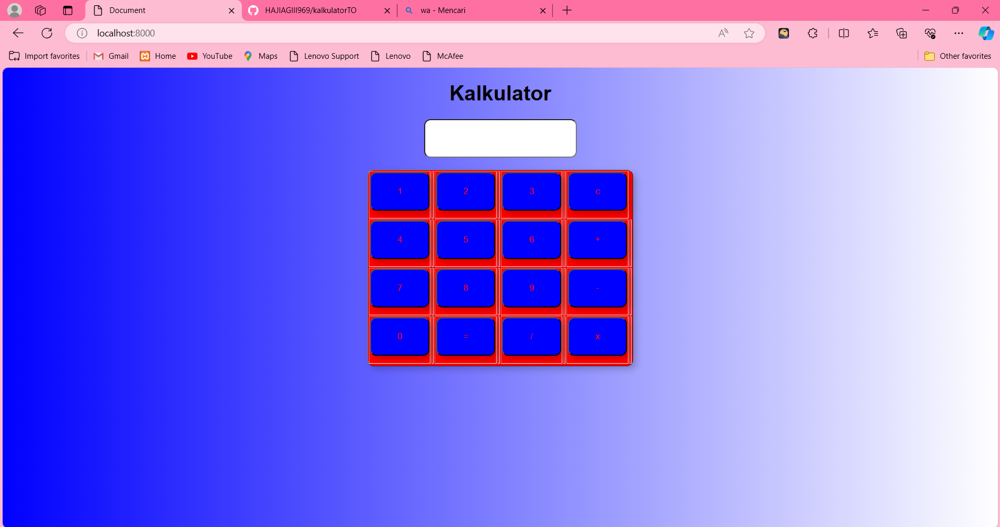 Document
HAJIAGIII969/kalkulatorTO
wa - Mencari
localhost:8000
Import favorites
Gmail
Home
YouTube
Maps
Lenovo Support
Lenovo
McAfee
Other favorites
Kalkulator
1 2 3 c
4 5 6 +
7 8 9 -
0 = / x